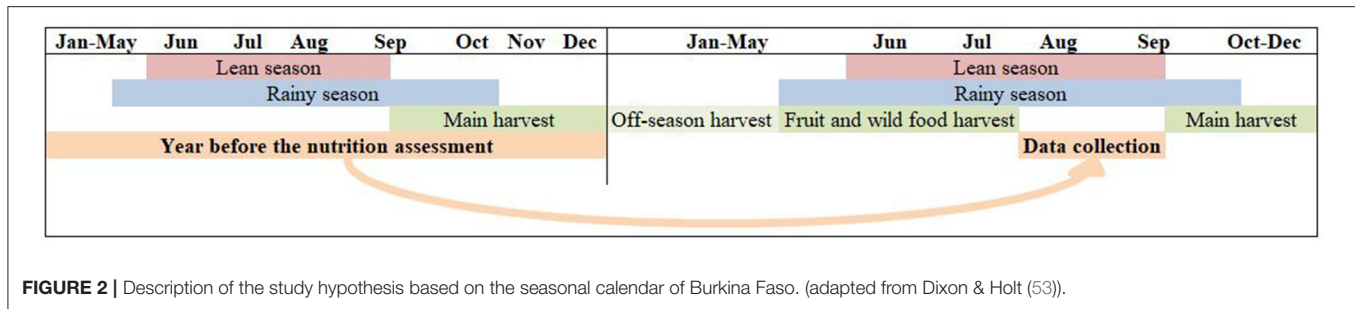 Jan-May Jun Jul Aug Sep Oct Nov Dec Jan-May Jun Jul Aug Sep Oct-Dec
Lean season Lean season
Rainy season Rainy season
Main harvest Off-season harvest Fruit and wild food harvest Main harvest
Year before the nutrition assessment Data collection
FIGURE 2 | Description of the study hypothesis based on the seasonal calendar of Burkina Faso. (adapted from Dixon & Holt (53)).